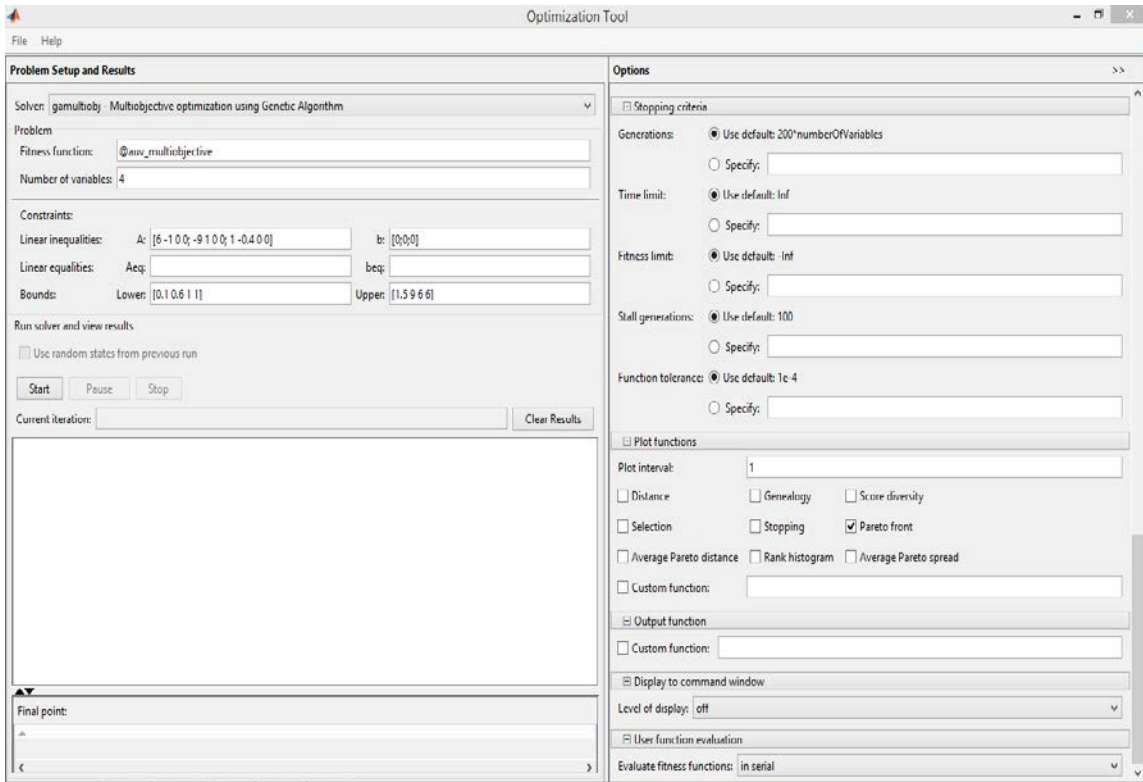 Optimization Tool
File Help
Problem Setup and Results
Solver: gamultiobj - Multiobjective optimization using Genetic Algorithm
Problem
Fitness function: @auv_multiobjective
Number of variables: 4
Constraints:
Linear inequalities: A: [6 -1 0 0; -9 1 0 0; 1 -0.4 0 0] b: [0;0;0]
Linear equalities: Aeq: beq:
Bounds: Lower: [0.1 0.6 1 1] Upper: [1.5 9 6 6]
Run solver and view results
Use random states from previous run
Start Pause Stop
Current iteration: Clear Results
Final point:
Options >>
Stopping criteria
Generations: Use default: 200*numberOfVariables
Specify:
Time limit: Use default: Inf
Specify:
Fitness limit: Use default: -Inf
Specify:
Stall generations: Use default: 100
Specify:
Function tolerance: Use default: 1e-4
Specify:
Plot functions
Plot interval: 1
Distance Genealogy Score diversity
Selection Stopping Pareto front
Average Pareto distance Rank histogram Average Pareto spread
Custom function:
Output function
Custom function:
Display to command window
Level of display: off
User function evaluation
Evaluate fitness functions: in serial